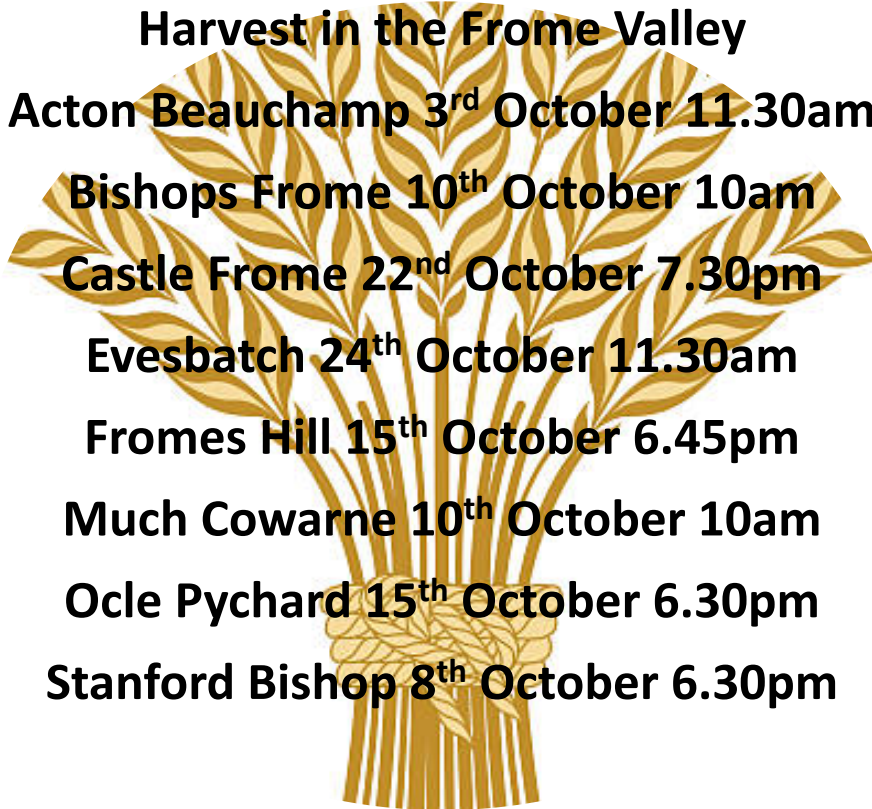 Harvest in the Frome Valley
Acton Beauchamp 3rd October 11.30am
Bishops Frome 10th October 10am
Castle Frome 22nd October 7.30pm
Evesbatch 24th October 11.30am
Fromes Hill 15th October 6.45pm
Much Cowarne 10th October 10am
Ocle Pychard 15th October 6.30pm
Stanford Bishop 8th October 6.30pm